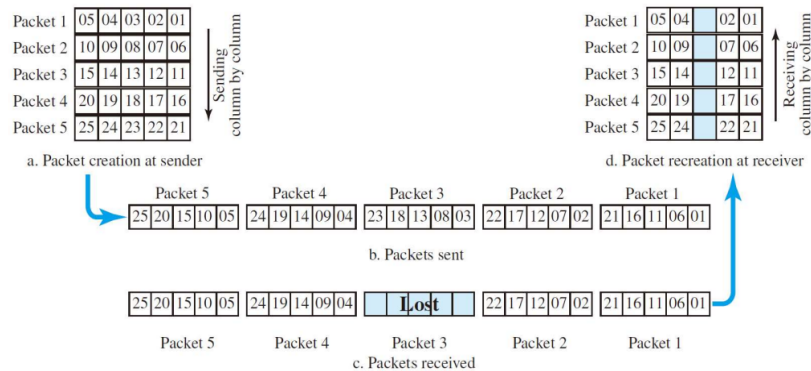 Packet 1 05 04 03 02 01
Packet 2 10 09 08 07 06
Packet 3 15 14 13 12 11
Packet 4 20 19 18 17 16
Packet 5 25 24 23 22 21
Sending
column by column
a. Packet creation at sender
Packet 1 05 04 02 01
Packet 2 10 09 07 06
Packet 3 15 14 12 11
Packet 4 20 19 17 16
Packet 5 25 24 22 21
Receiving
column by column
d. Packet recreation at receiver
Packet 5 Packet 4 Packet 3 Packet 2 Packet 1
25 20 15 10 05 24 19 14 09 04 23 18 13 08 03 22 17 12 07 02 21 16 11 06 01
b. Packets sent
25 20 15 10 05 24 19 14 09 04 Lost 22 17 12 07 02 21 16 11 06 01
Packet 5 Packet 4 Packet 3 Packet 2 Packet 1
c. Packets received